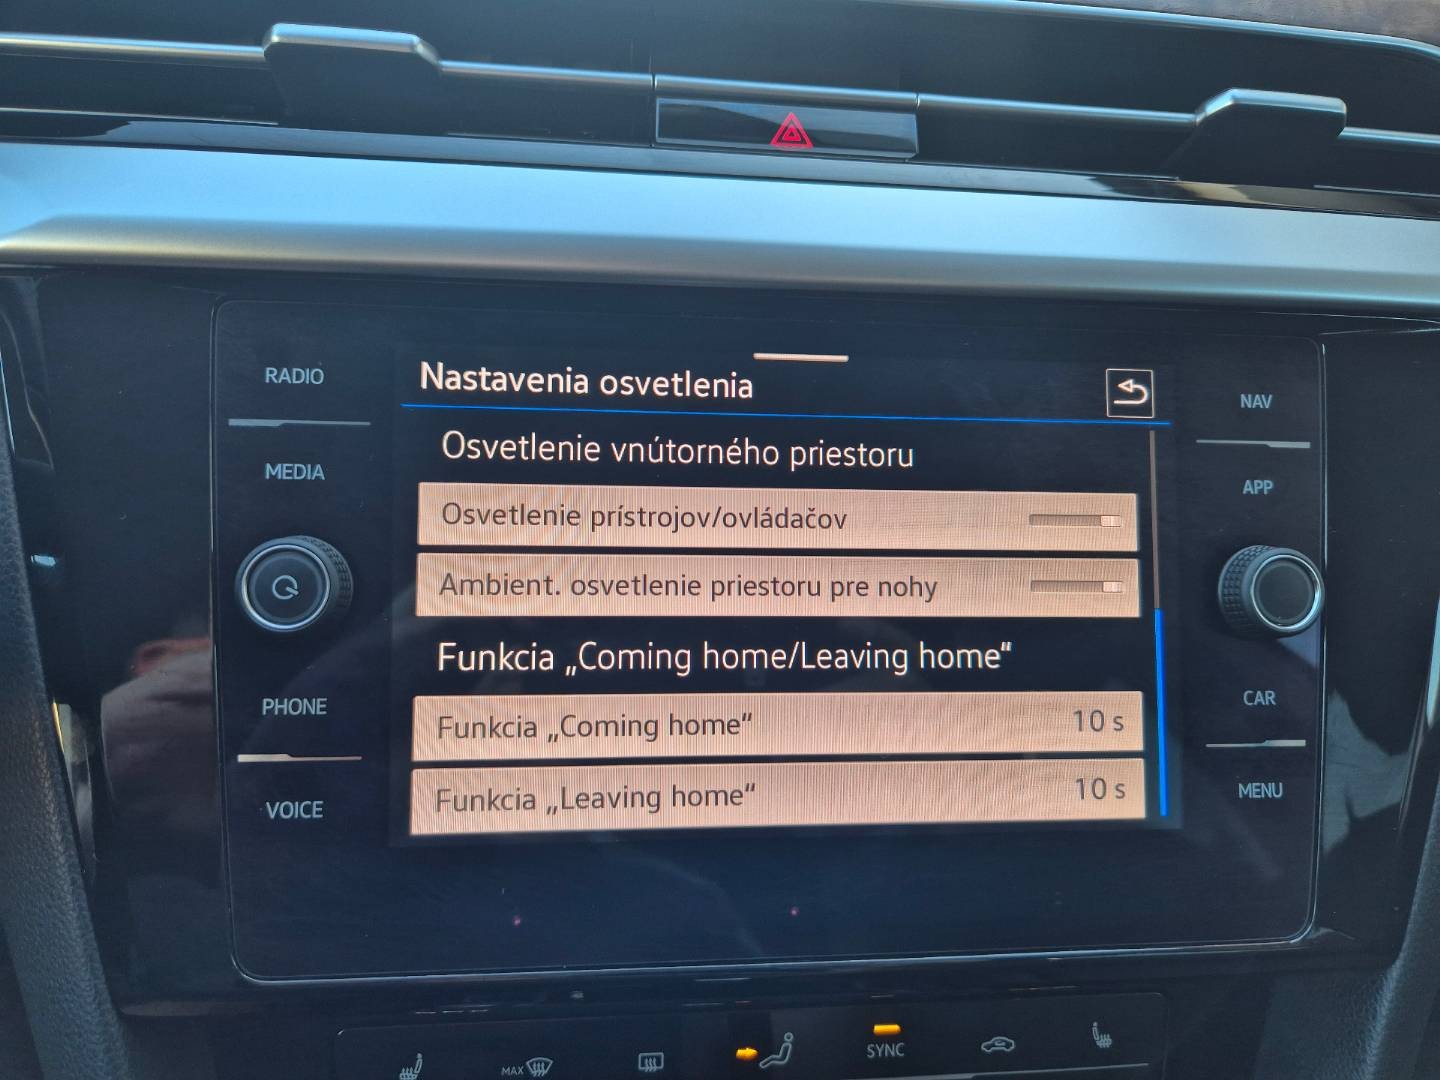 RADIO
MEDIA
PHONE
VOICE
Nastavenia osvetlenia
Osvetlenie vnútorného priestoru
Osvetlenie prístrojov/ovládačov
Ambient. osvetlenie priestoru pre nohy
Funkcia „Coming home/Leaving home“
Funkcia „Coming home“ 10 s
Funkcia „Leaving home“ 10 s
NAV
APP
CAR
MENU
MAX
SYNC